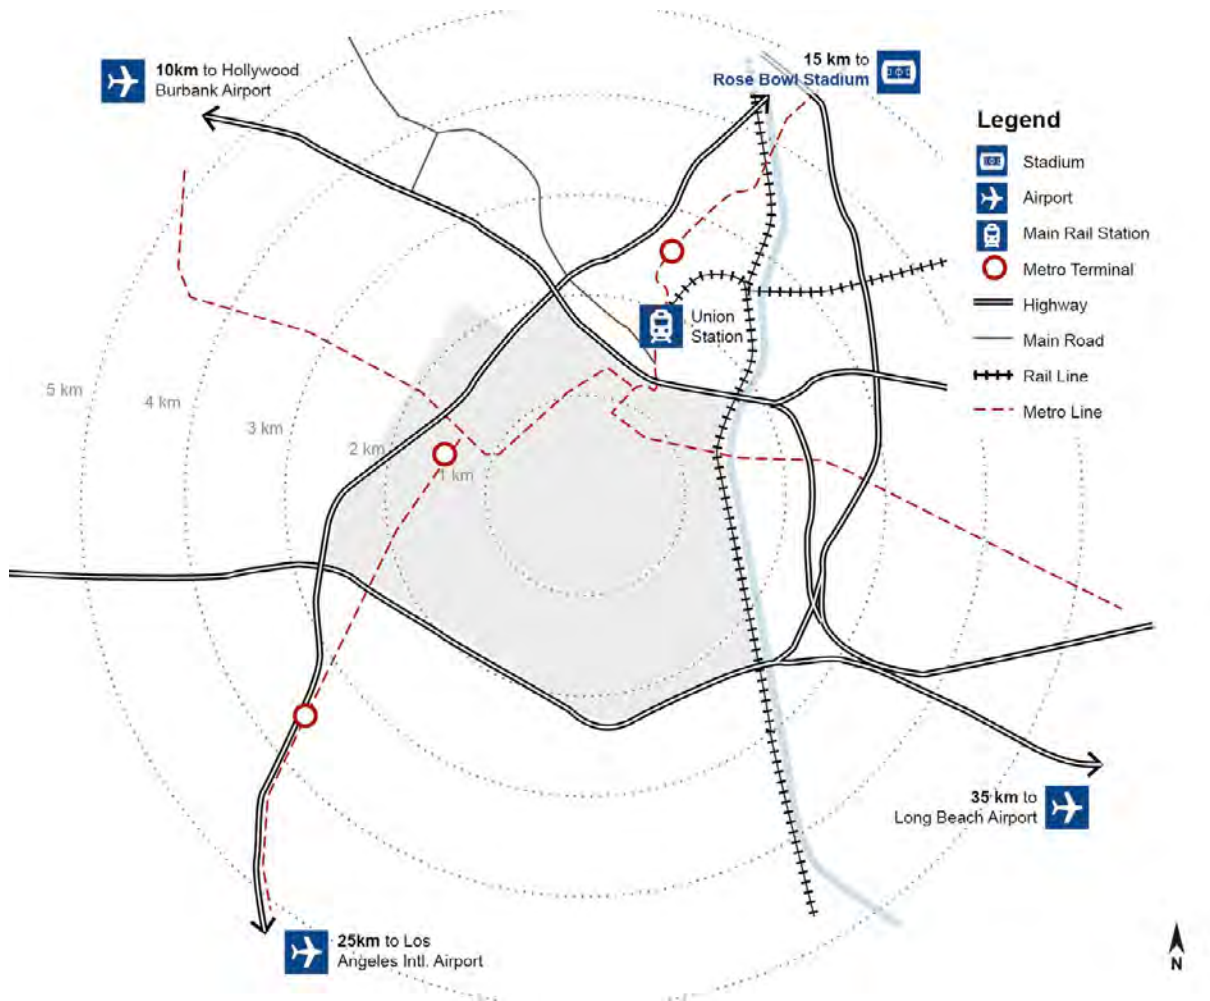 10km to Hollywood
Burbank Airport
15 km to
Rose Bowl Stadium
Legend
Stadium
Airport
Main Rail Station
Metro Terminal
Highway
Main Road
Rail Line
Metro Line
Union
Station
5 km
4 km
3 km
2 km
1 km
35 km to
Long Beach Airport
25km to Los
Angeles Intl. Airport
N